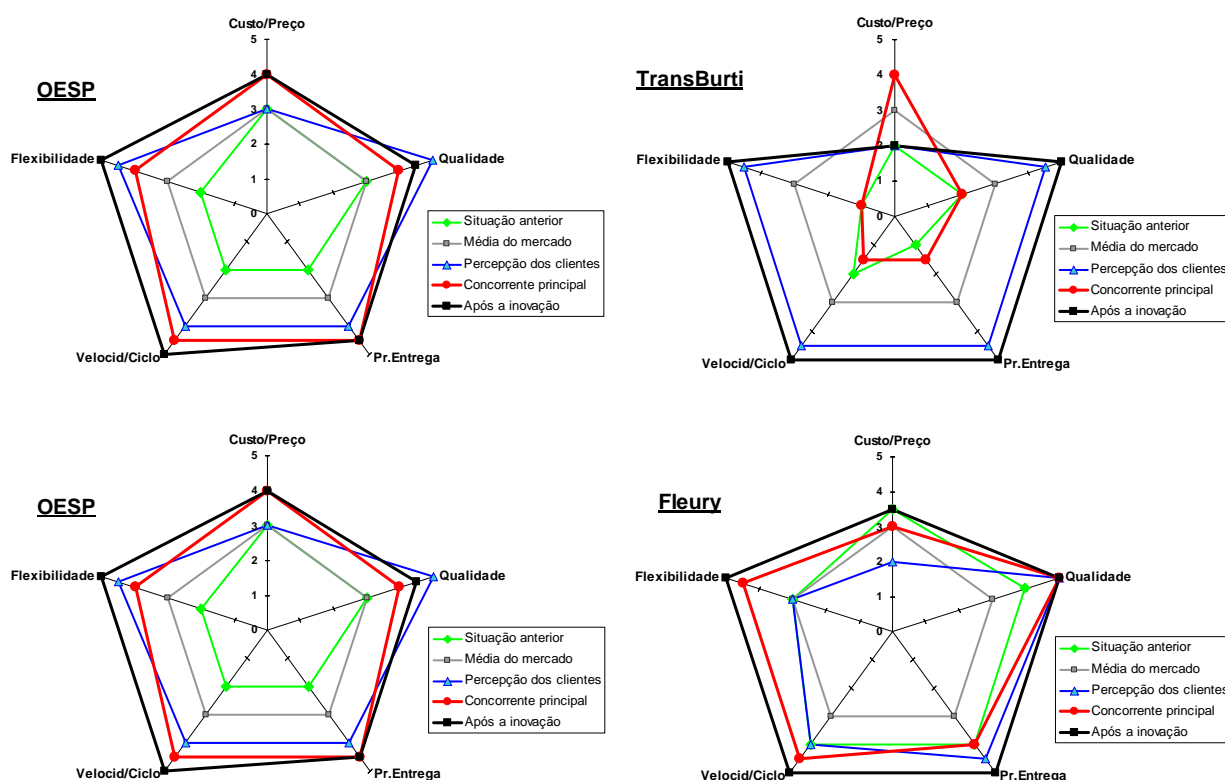 Custo/Preço
5
4
3
2
1
0
OESP
Flexibilidade
Qualidade
Velocid/Ciclo
Pr.Entrega
Situação anterior
Média do mercado
Percepção dos clientes
Concorrente principal
Após a inovação
Custo/Preço
5
4
3
2
1
0
TransBurti
Flexibilidade
Qualidade
Velocid/Ciclo
Pr.Entrega
Situação anterior
Média do mercado
Percepção dos clientes
Concorrente principal
Após a inovação
Custo/Preço
5
4
3
2
1
0
OESP
Flexibilidade
Qualidade
Velocid/Ciclo
Pr.Entrega
Situação anterior
Média do mercado
Percepção dos clientes
Concorrente principal
Após a inovação
Custo/Preço
5
4
3
2
1
0
Fleury
Flexibilidade
Qualidade
Velocid/Ciclo
Pr.Entrega
Situação anterior
Média do mercado
Percepção dos clientes
Concorrente principal
Após a inovação